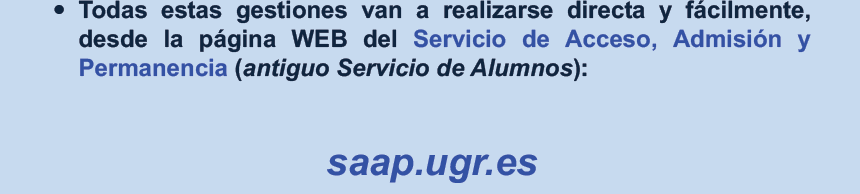 • Todas estas gestiones van a realizarse directa y fácilmente,
desde la página WEB del Servicio de Acceso, Admisión y
Permanencia (antiguo Servicio de Alumnos):
saap.ugr.es